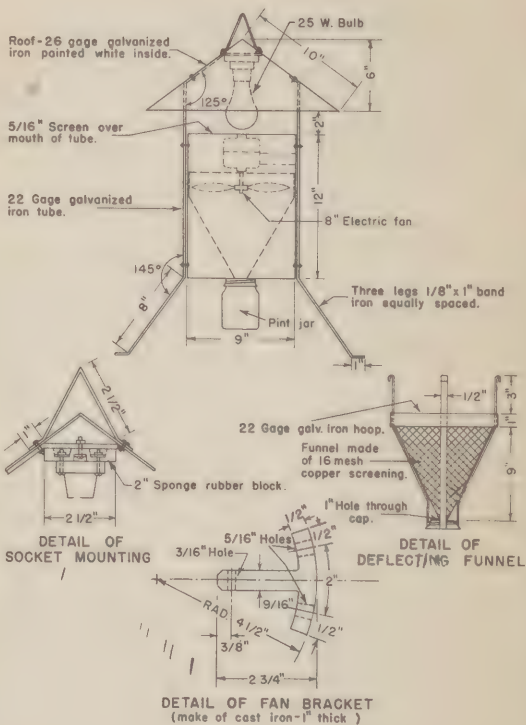 25 W. Bulb
Roof-26 gage galvanized
iron painted white inside.
10"
6"
125°
5/16" Screen over
mouth of tube.
2"
12"
22 Gage galvanized
iron tube.
8" Electric fan
145°
8"
Three legs 1/8" x 1" band
iron equally spaced.
Pint jar
9"
1"
2 1/2"
1"
2" Sponge rubber block.
2 1/2"
DETAIL OF
SOCKET MOUNTING
1/2"
3"
1"
22 Gage galv. iron hoop.
Funnel made
of 16 mesh
copper screening.
9"
1" Hole through
cap.
DETAIL OF
DEFLECTING FUNNEL
1/2"
5/16" Holes
1/2"
3/16" Hole
2"
RAD.
9/16"
4 1/2"
1/2"
3/8"
2 3/4"
DETAIL OF FAN BRACKET
(make of cast iron-1" thick)